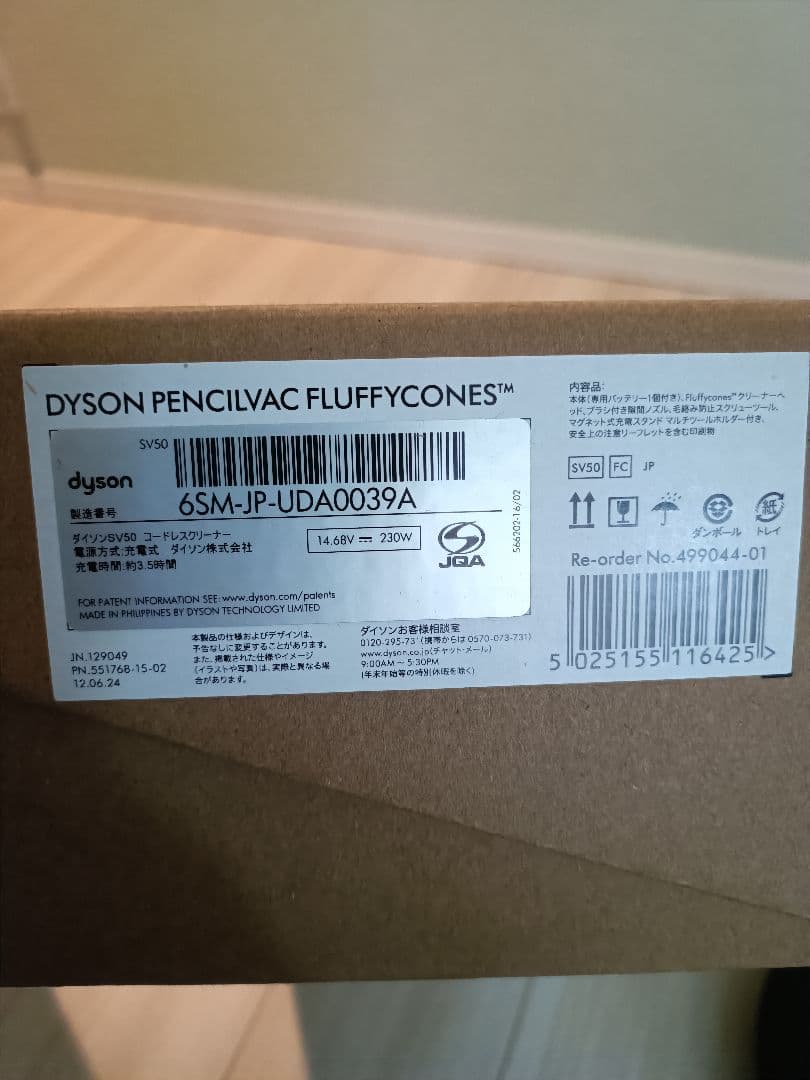 DYSON PENCILVAC FLUFFYCONES™
SV50
dyson
製造番号
6SM-JP-UDA0039A
ダイソンSV50 コードレスクリーナー
電源方式:充電式 ダイソン株式会社
充電時間:約3.5時間
14.68V ⎓ 230W
JQA
566202-16/02
FOR PATENT INFORMATION SEE: www.dyson.com/patents
MADE IN PHILIPPINES BY DYSON TECHNOLOGY LIMITED
JN.129049
PN.551768-15-02
12.06.24
本製品の仕様およびデザインは、
予告なしに変更することがあります。
また、掲載された仕様やイメージ
(イラストや写真)は、実際と異なる場
合があります。
ダイソンお客様相談室
0120-295-731(携帯からは 0570-073-731)
www.dyson.co.jp(チャット・メール)
9:00AM ～ 5:30PM
(年末年始等の特別休暇を除く)
内容品:
本体(専用バッテリー1個付き)、Fluffycones™クリーナーヘ
ッド、ブラシ付き隙間ノズル、毛絡み防止スクリューツール、
マグネット式充電スタンド マルチツールホルダー付き、
安全上の注意リーフレットを含む印刷物
SV50 FC JP
ダンボール トレイ
紙
Re-order No.499044-01
5 025155 116425 >